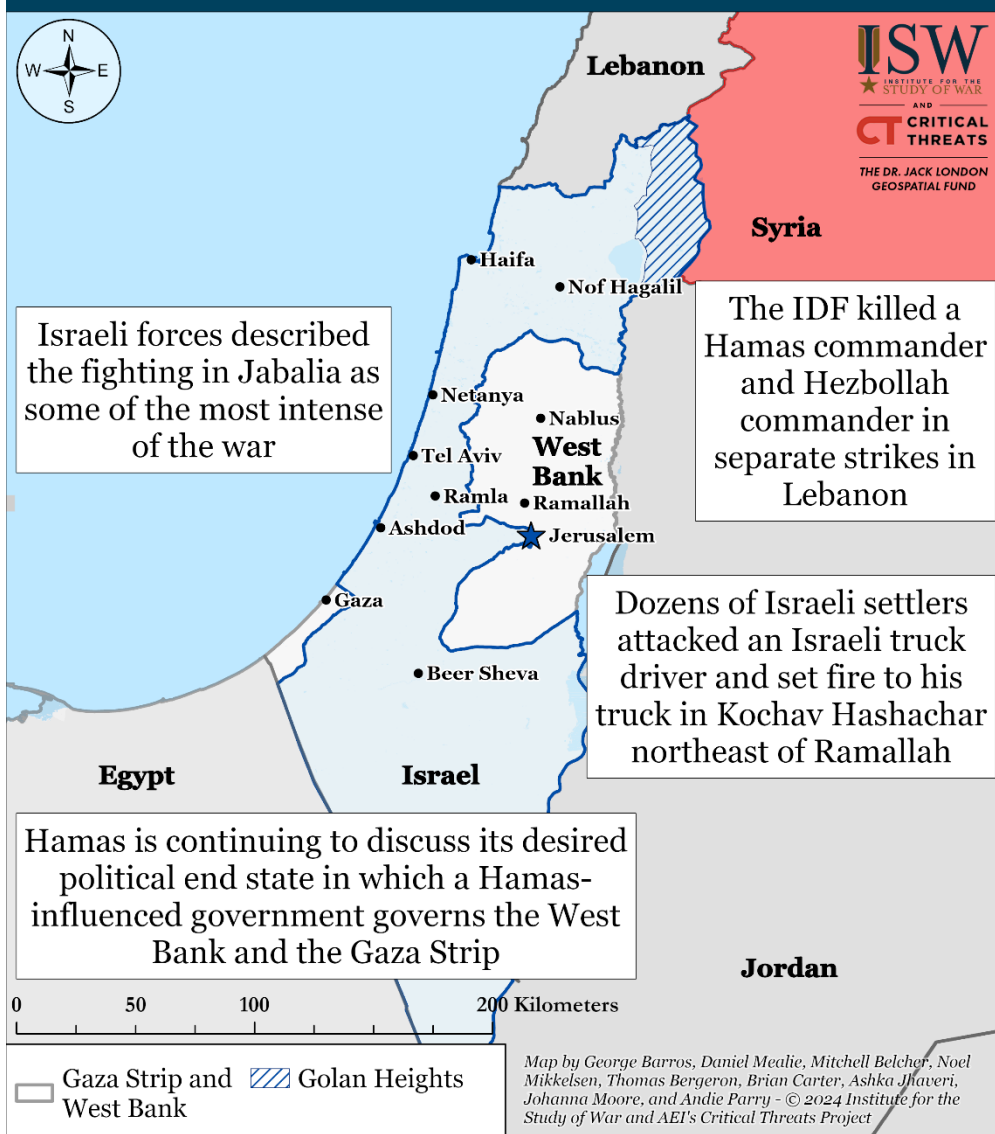 N
W
E
S
Lebanon
ISW
INSTITUTE FOR THE
STUDY OF WAR
AND
CT CRITICAL
THREATS
THE DR. JACK LONDON
GEOSPATIAL FUND
Syria
Haifa
Nof Hagalil
Israeli forces described
the fighting in Jabalia as
some of the most intense
of the war
The IDF killed a
Hamas commander
and Hezbollah
commander in
separate strikes in
Lebanon
Netanya
Nablus
West
Bank
Tel Aviv
Ramla
Ramallah
Ashdod
Jerusalem
Gaza
Dozens of Israeli settlers
attacked an Israeli truck
driver and set fire to his
truck in Kochav Hashachar
northeast of Ramallah
Beer Sheva
Egypt
Israel
Hamas is continuing to discuss its desired
political end state in which a Hamas-
influenced government governs the West
Bank and the Gaza Strip
Jordan
0 50 100 200 Kilometers
Gaza Strip and
West Bank
Golan Heights
Map by George Barros, Daniel Mealie, Mitchell Belcher, Noel
Mikkelsen, Thomas Bergeron, Brian Carter, Ashka Jhaveri,
Johanna Moore, and Andie Parry - © 2024 Institute for the
Study of War and AEI's Critical Threats Project